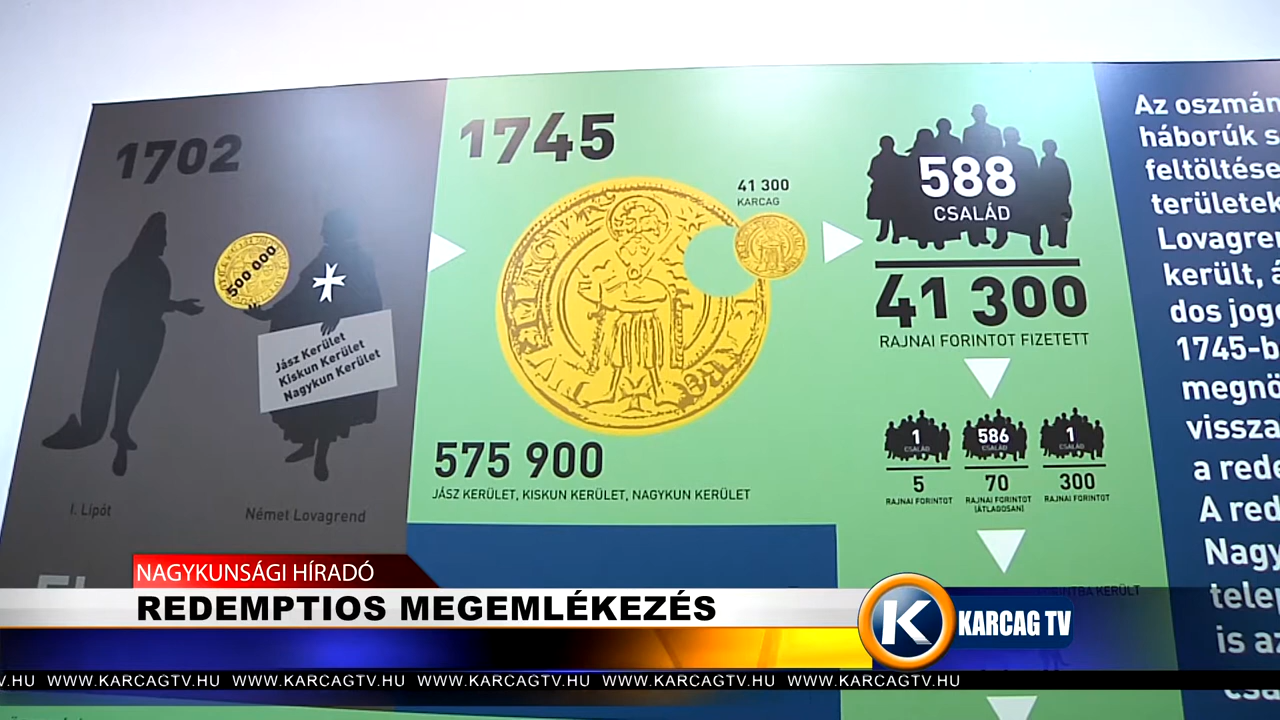 1702
500 000
Jász Kerület
Kiskun Kerület
Nagykun Kerület
I. Lipót
Német Lovagrend
1745
41 300
KARCAG
575 900
JÁSZ KERÜLET, KISKUN KERÜLET, NAGYKUN KERÜLET
588
CSALÁD
41 300
RAJNAI FORINTOT FIZETETT
1
CSALÁD
5
RAJNAI FORINTOT
586
CSALÁD
70
RAJNAI FORINTOT
(ÁTLAGOSAN)
1
CSALÁD
300
RAJNAI FORINTOT
KERÜLT
Az oszmán
háborúk s
feltöltése
területek
Lovagren
került, á
dos jog
1745-b
megnö
vissza
a rede
A red
Nagy
telep
is az
NAGYKUNSÁGI HÍRADÓ
REDEMPTIOS MEGEMLÉKEZÉS
K
KARCAG TV
V.HU WWW.KARCAGTV.HU WWW.KARCAGTV.HU WWW.KARCAGTV.HU WWW.KARCAGTV.HU WWW.KARCAGTV.HU